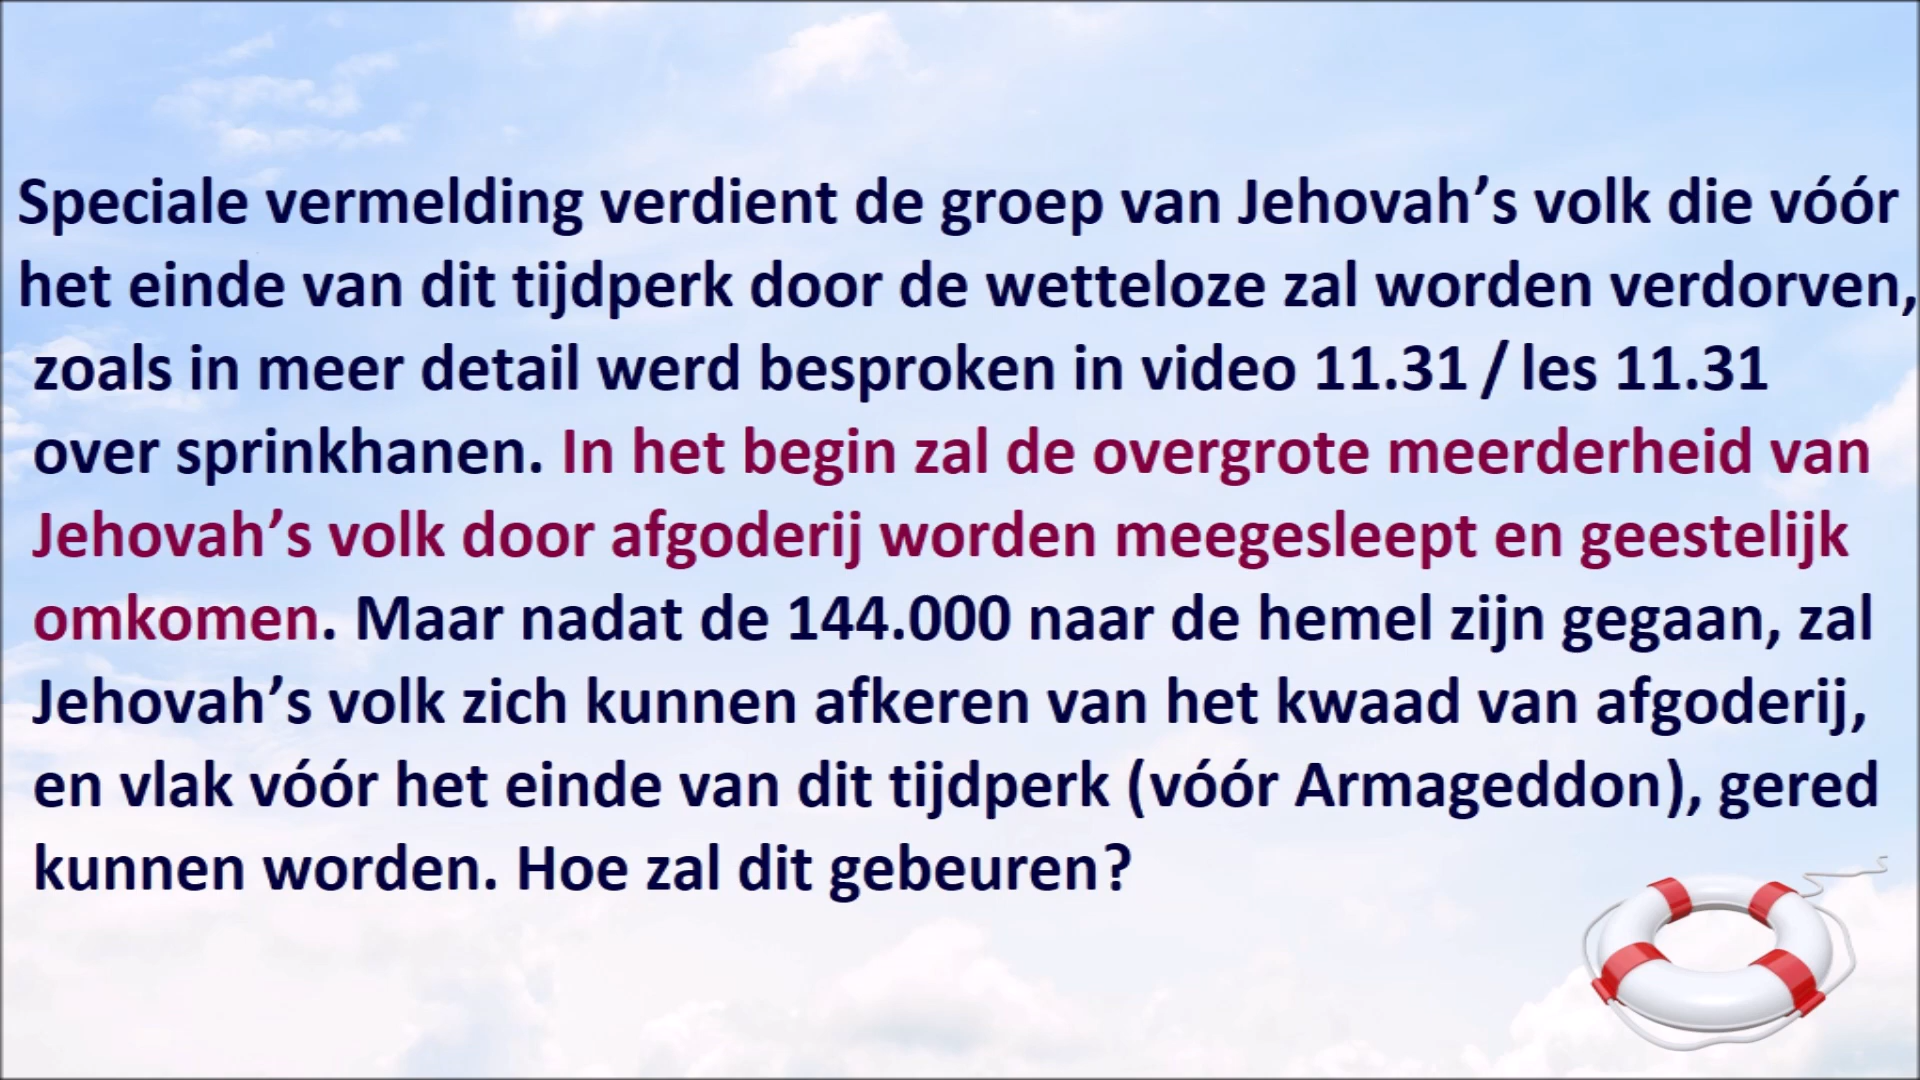 Speciale vermelding verdient de groep van Jehovah’s volk die vóór
het einde van dit tijdperk door de wetteloze zal worden verdorven,
zoals in meer detail werd besproken in video 11.31 / les 11.31
over sprinkhanen. In het begin zal de overgrote meerderheid van
Jehovah’s volk door afgoderij worden meegesleept en geestelijk
omkomen. Maar nadat de 144.000 naar de hemel zijn gegaan, zal
Jehovah’s volk zich kunnen afkeren van het kwaad van afgoderij,
en vlak vóór het einde van dit tijdperk (vóór Armageddon), gered
kunnen worden. Hoe zal dit gebeuren?